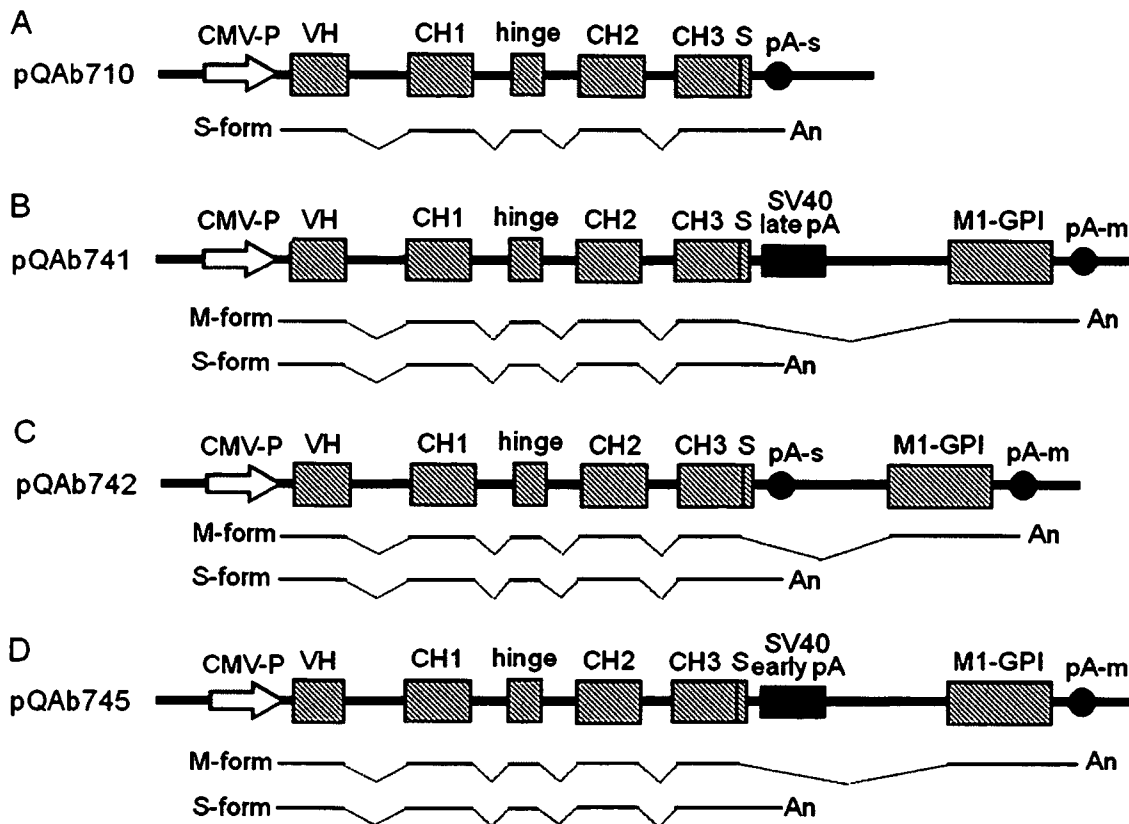 A
CMV-P VH CH1 hinge CH2 CH3 S pA-s
pQAb710
S-form An
B
SV40
CMV-P VH CH1 hinge CH2 CH3 S late pA M1-GPI pA-m
pQAb741
M-form An
S-form An
C
CMV-P VH CH1 hinge CH2 CH3 S pA-s M1-GPI pA-m
pQAb742
M-form An
S-form An
D
SV40
CMV-P VH CH1 hinge CH2 CH3 S early pA M1-GPI pA-m
pQAb745
M-form An
S-form An